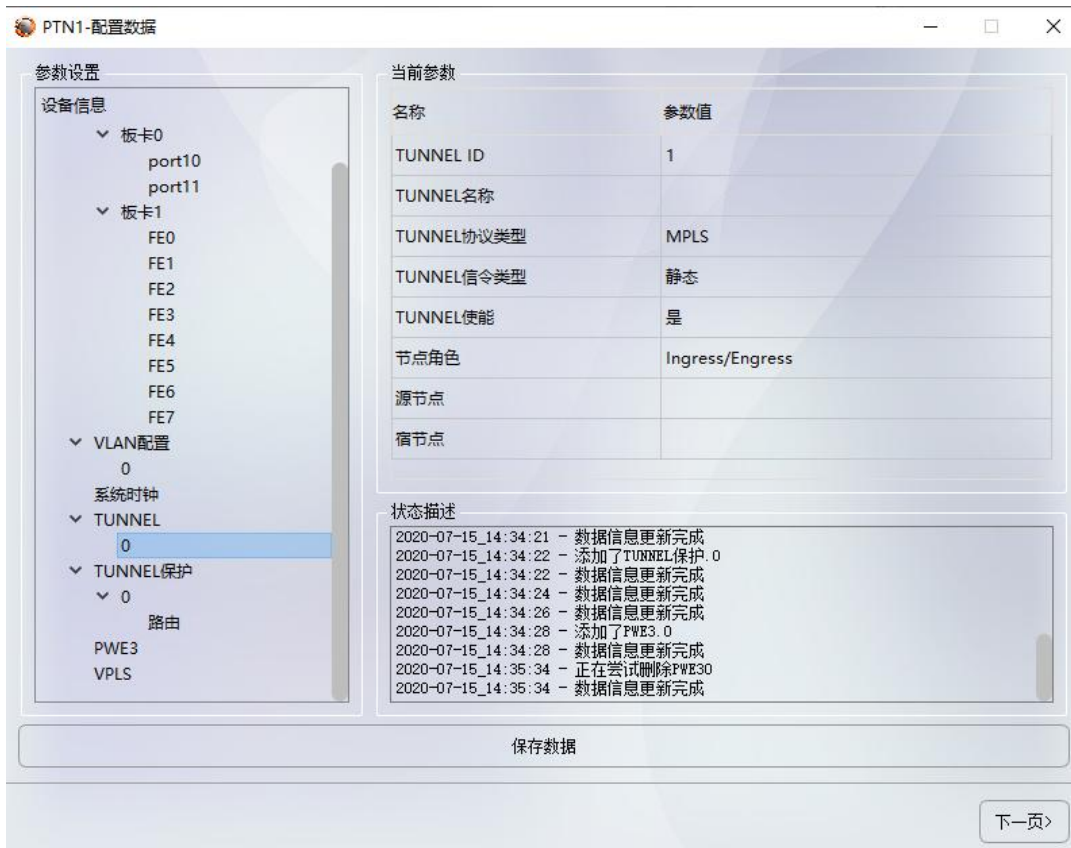 PTN1-配置数据
参数设置
设备信息
板卡0
port10
port11
板卡1
FE0
FE1
FE2
FE3
FE4
FE5
FE6
FE7
VLAN配置
0
系统时钟
TUNNEL
0
TUNNEL保护
0
路由
PWE3
VPLS
当前参数
名称 参数值
TUNNEL ID 1
TUNNEL名称
TUNNEL协议类型 MPLS
TUNNEL信令类型 静态
TUNNEL使能 是
节点角色 Ingress/Engress
源节点
宿节点
状态描述
2020-07-15_14:34:21 - 数据信息更新完成
2020-07-15_14:34:22 - 添加了TUNNEL保护.0
2020-07-15_14:34:22 - 数据信息更新完成
2020-07-15_14:34:24 - 数据信息更新完成
2020-07-15_14:34:26 - 数据信息更新完成
2020-07-15_14:34:28 - 添加了PWE3.0
2020-07-15_14:34:28 - 数据信息更新完成
2020-07-15_14:35:34 - 正在尝试删除PWE30
2020-07-15_14:35:34 - 数据信息更新完成
保存数据
下一页>